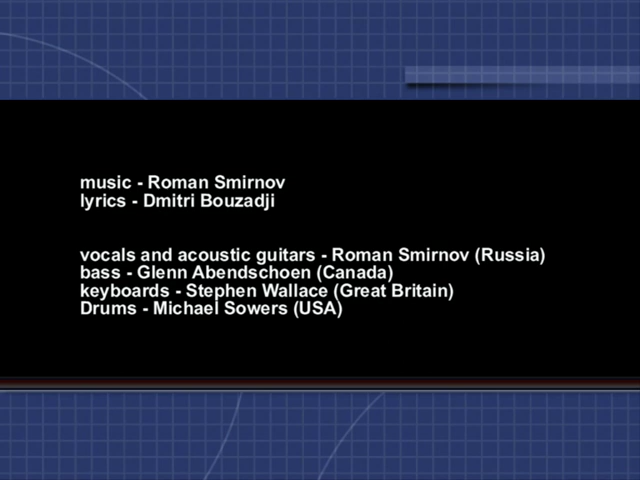 music - Roman Smirnov
lyrics - Dmitri Bouzadji
vocals and acoustic guitars - Roman Smirnov (Russia)
bass - Glenn Abendschoen (Canada)
keyboards - Stephen Wallace (Great Britain)
Drums - Michael Sowers (USA)